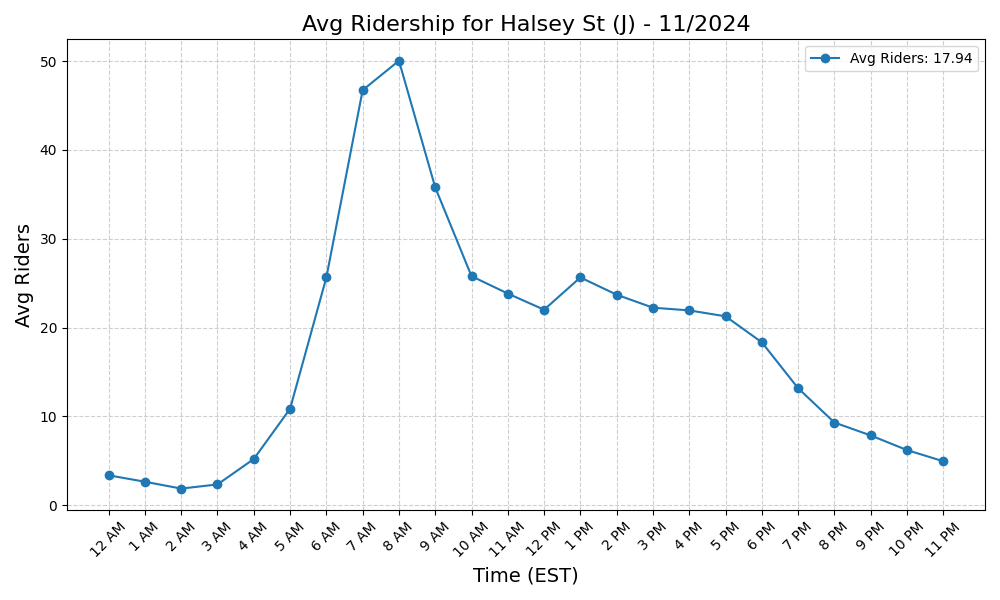 Avg Ridership for Halsey St (J) - 11/2024
Avg Riders: 17.94
Avg Riders
50
40
30
20
10
0
12 AM
1 AM
2 AM
3 AM
4 AM
5 AM
6 AM
7 AM
8 AM
9 AM
10 AM
11 AM
12 PM
1 PM
2 PM
3 PM
4 PM
5 PM
6 PM
7 PM
8 PM
9 PM
10 PM
11 PM
Time (EST)